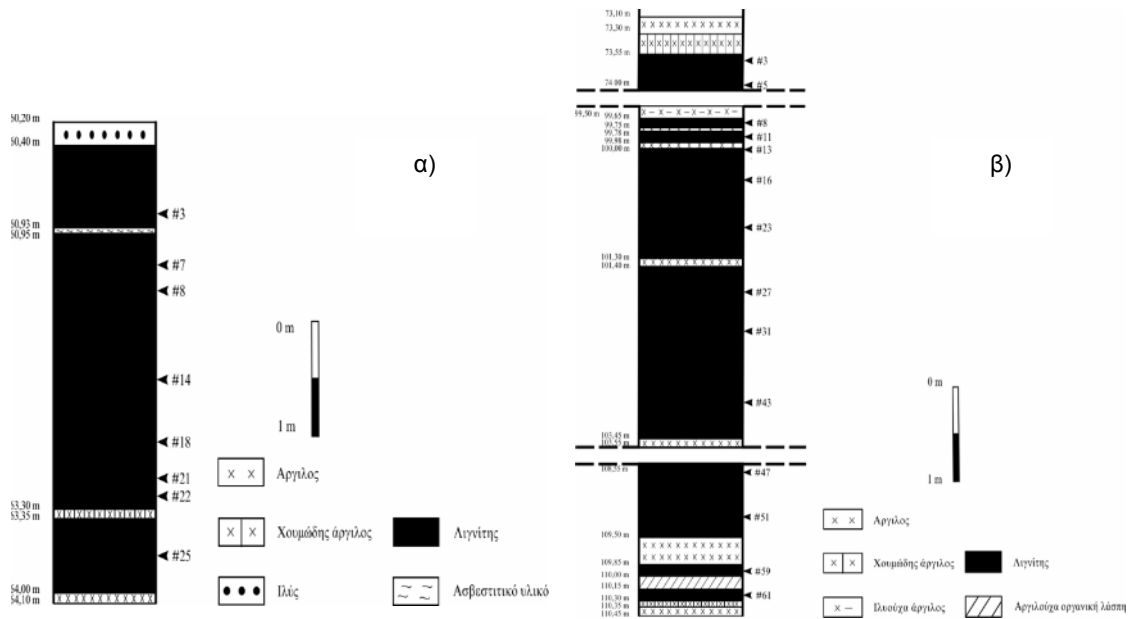 α)
50,20 m
50,40 m
#3
50,93 m
50,95 m
#7
#8
#14
#18
#21
#22
53,30 m
53,35 m
#25
54,00 m
54,10 m
0 m
1 m
x x Αργιλος
x x Χουμώδης άργιλος
Λιγνίτης
Ιλύς
Ασβεστιτικό υλικό
β)
73,10 m
73,30 m
73,55 m
#3
74,00 m
#5
99,50 m
99,65 m
99,75 m
99,78 m
99,98 m
100,00 m
#8
#11
#13
#16
#23
101,30 m
101,40 m
#27
#31
#43
103,45 m
103,55 m
108,55 m
#47
#51
109,50 m
109,85 m
#59
110,00 m
110,15 m
110,30 m
#61
110,35 m
110,45 m
0 m
1 m
x x Αργιλος
x x Χουμώδης άργιλος
Λιγνίτης
x – Ιλυούχα άργιλος
Αργιλούχα οργανική λάσπη